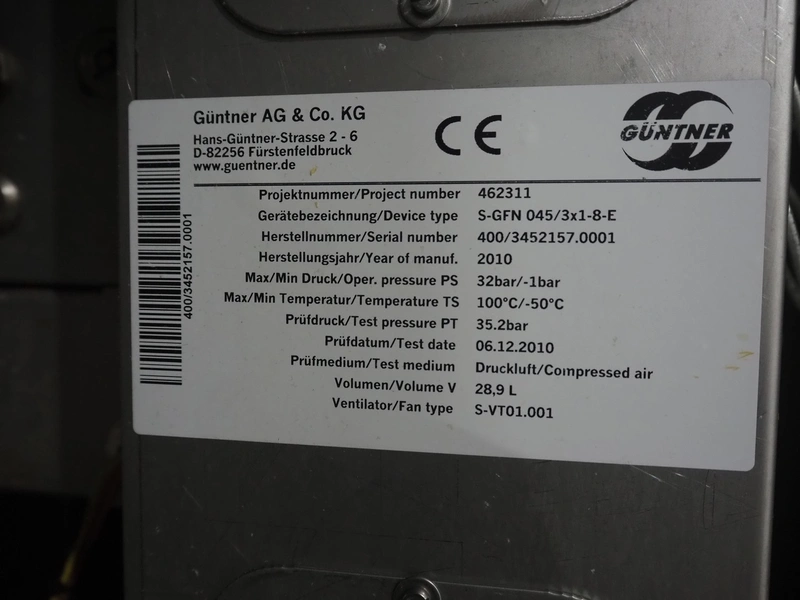 Güntner AG & Co. KG
Hans-Güntner-Strasse 2 - 6
D-82256 Fürstenfeldbruck
www.guentner.de
CE
GÜNTNER
400/3452157.0001
Projektnummer/Project number 462311
Gerätebezeichnung/Device type S-GFN 045/3x1-8-E
Herstellnummer/Serial number 400/3452157.0001
Herstellungsjahr/Year of manuf. 2010
Max/Min Druck/Oper. pressure PS 32bar/-1bar
Max/Min Temperatur/Temperature TS 100°C/-50°C
Prüfdruck/Test pressure PT 35.2bar
Prüfdatum/Test date 06.12.2010
Prüfmedium/Test medium Druckluft/Compressed air
Volumen/Volume V 28,9 L
Ventilator/Fan type S-VT01.001